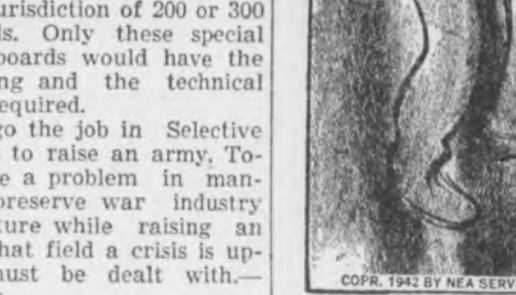 urisdiction of 200 or 300
ls. Only these special
boards would have the
ng and the technical
equired.
go the job in Selective
s to raise an army. To-
e a problem in man-
preserve war industry
ture while raising an
hat field a crisis is up-
must be dealt with.—
COPR. 1942 BY NEA SERV